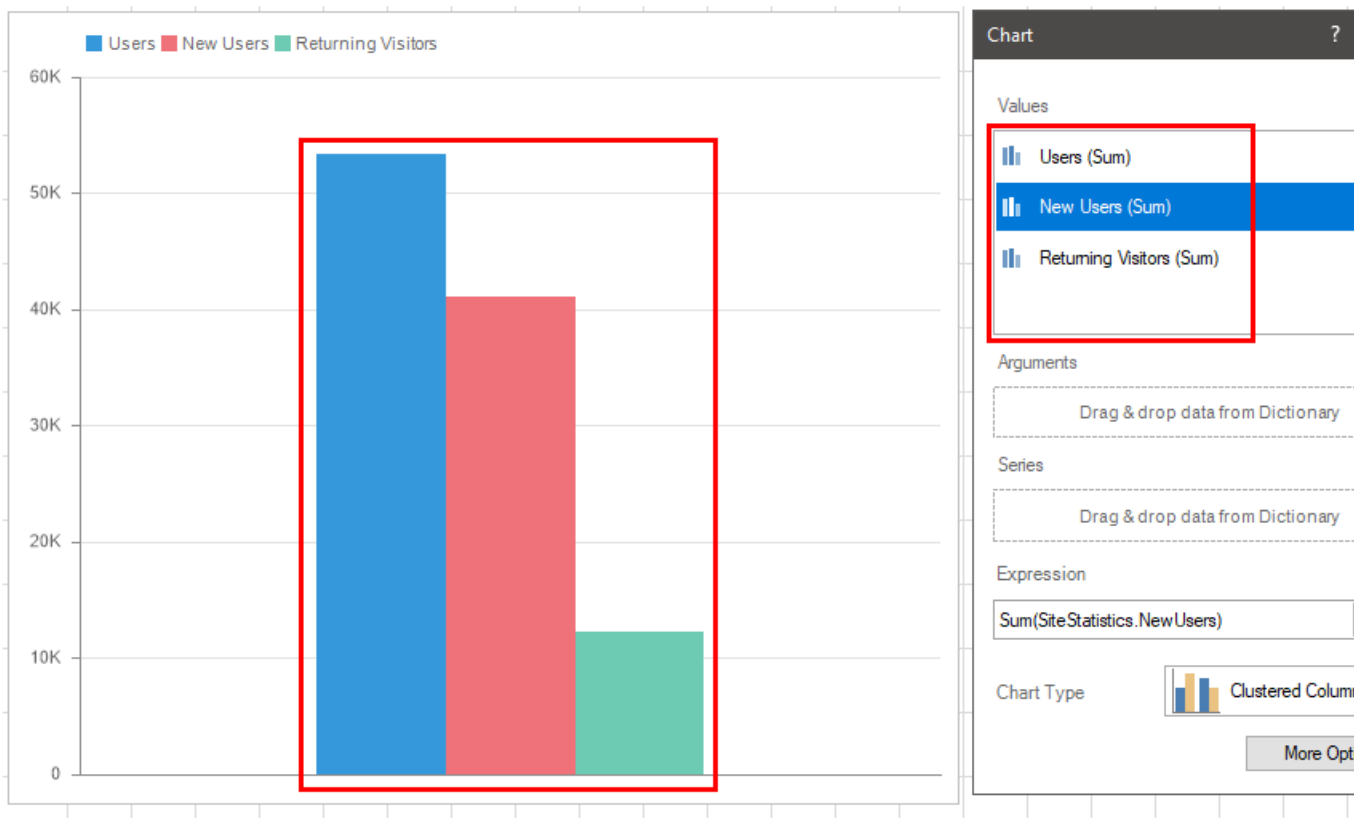 Users New Users Returning Visitors
60K
50K
40K
30K
20K
10K
0
Chart ?
Values
Users (Sum)
New Users (Sum)
Returning Visitors (Sum)
Arguments
Drag & drop data from Dictionary
Series
Drag & drop data from Dictionary
Expression
Sum(SiteStatistics.NewUsers)
Chart Type
Clustered Colum
More Opt